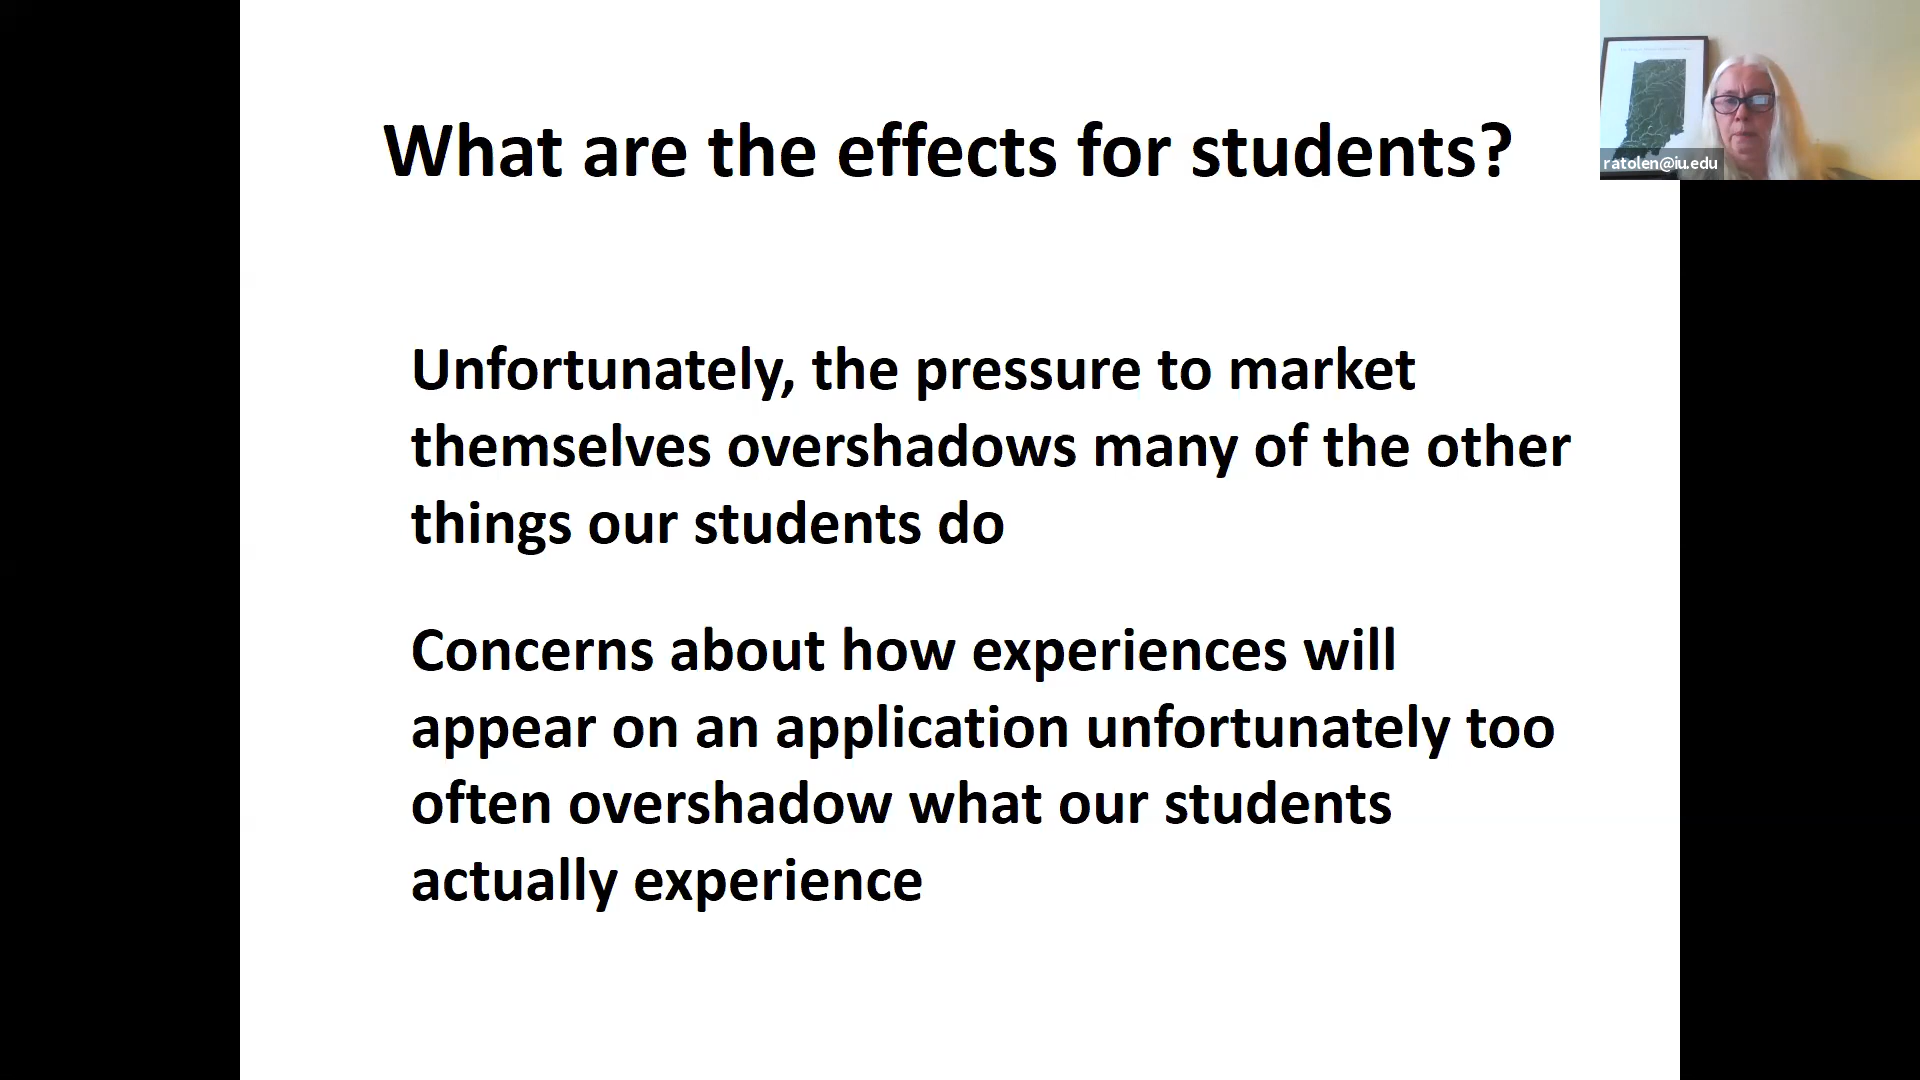 What are the effects for students?
ratolen@iu.edu
Unfortunately, the pressure to market
themselves overshadows many of the other
things our students do
Concerns about how experiences will
appear on an application unfortunately too
often overshadow what our students
actually experience